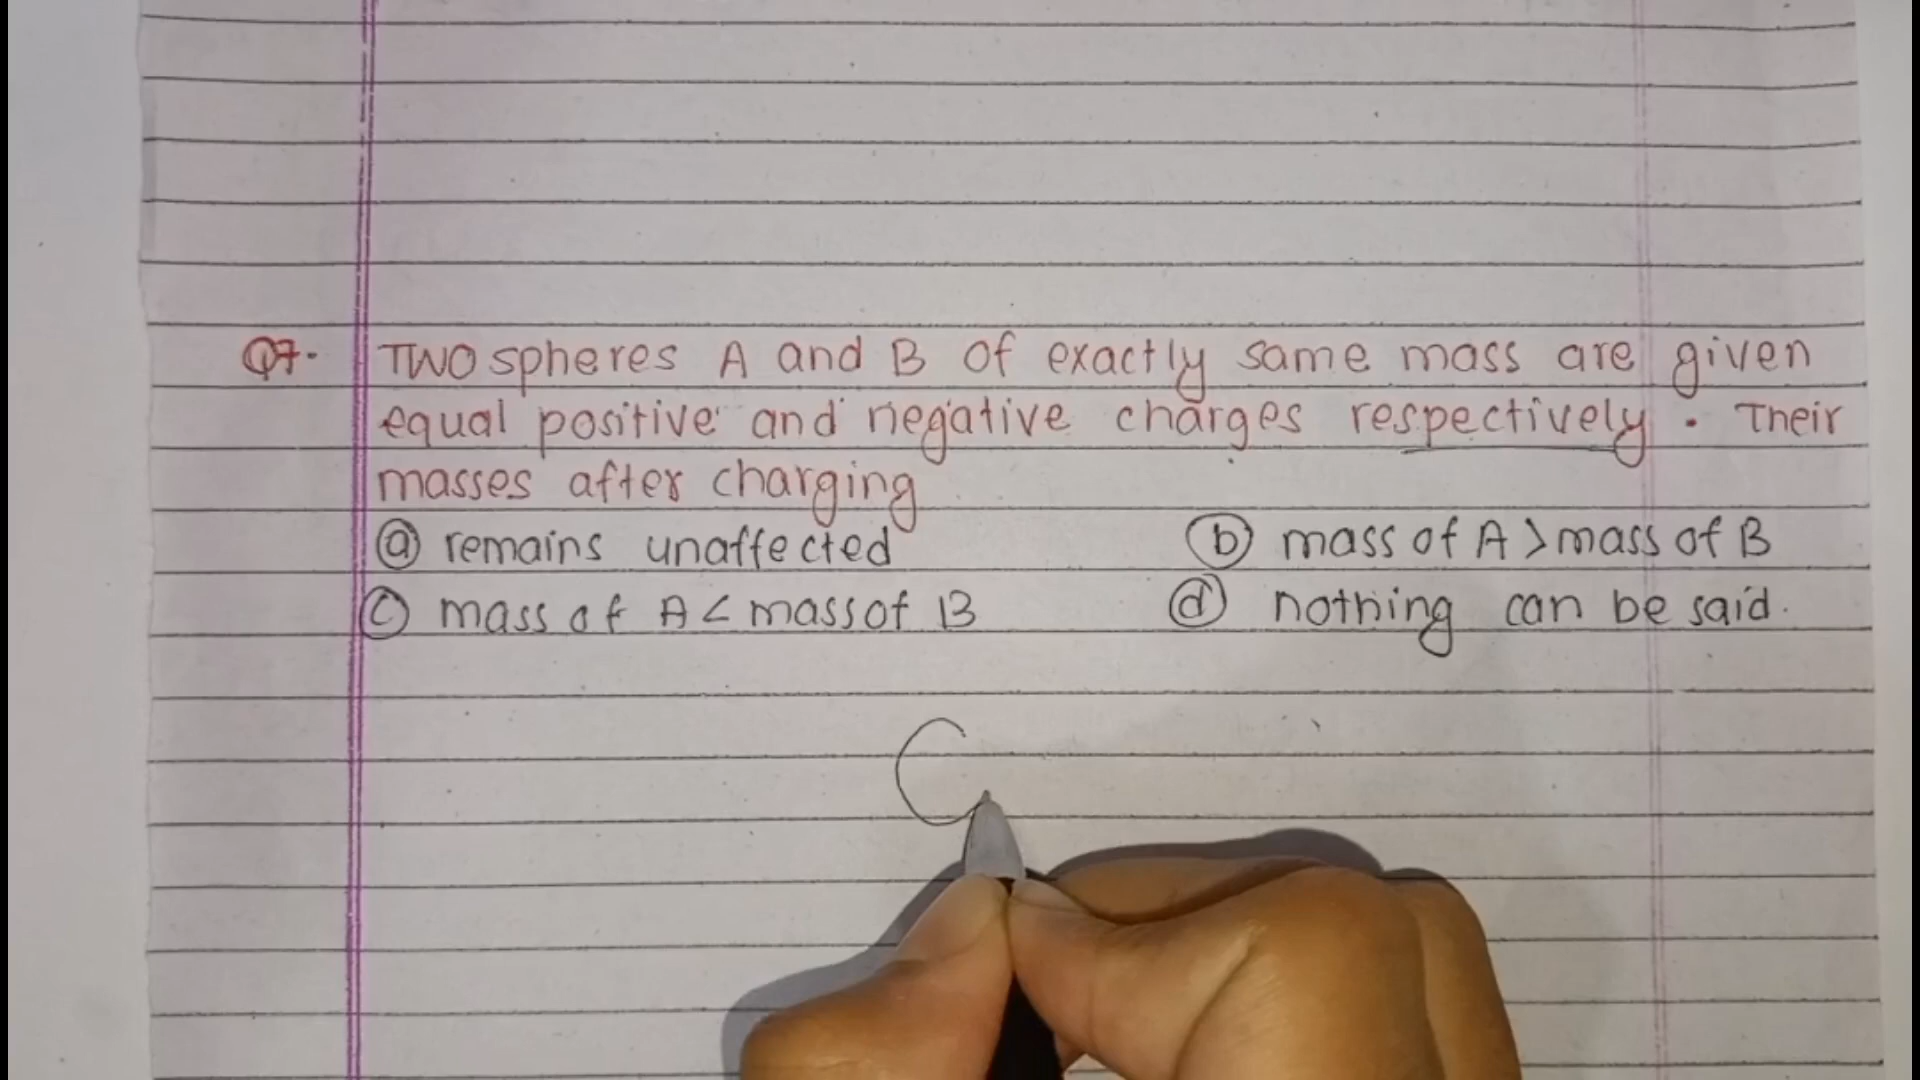 Q7. Two spheres A and B of exactly same mass are given
equal positive and negative charges respectively. Their
masses after charging
(a) remains unaffected (b) mass of A > mass of B
(c) mass of A < mass of B (d) nothing can be said.